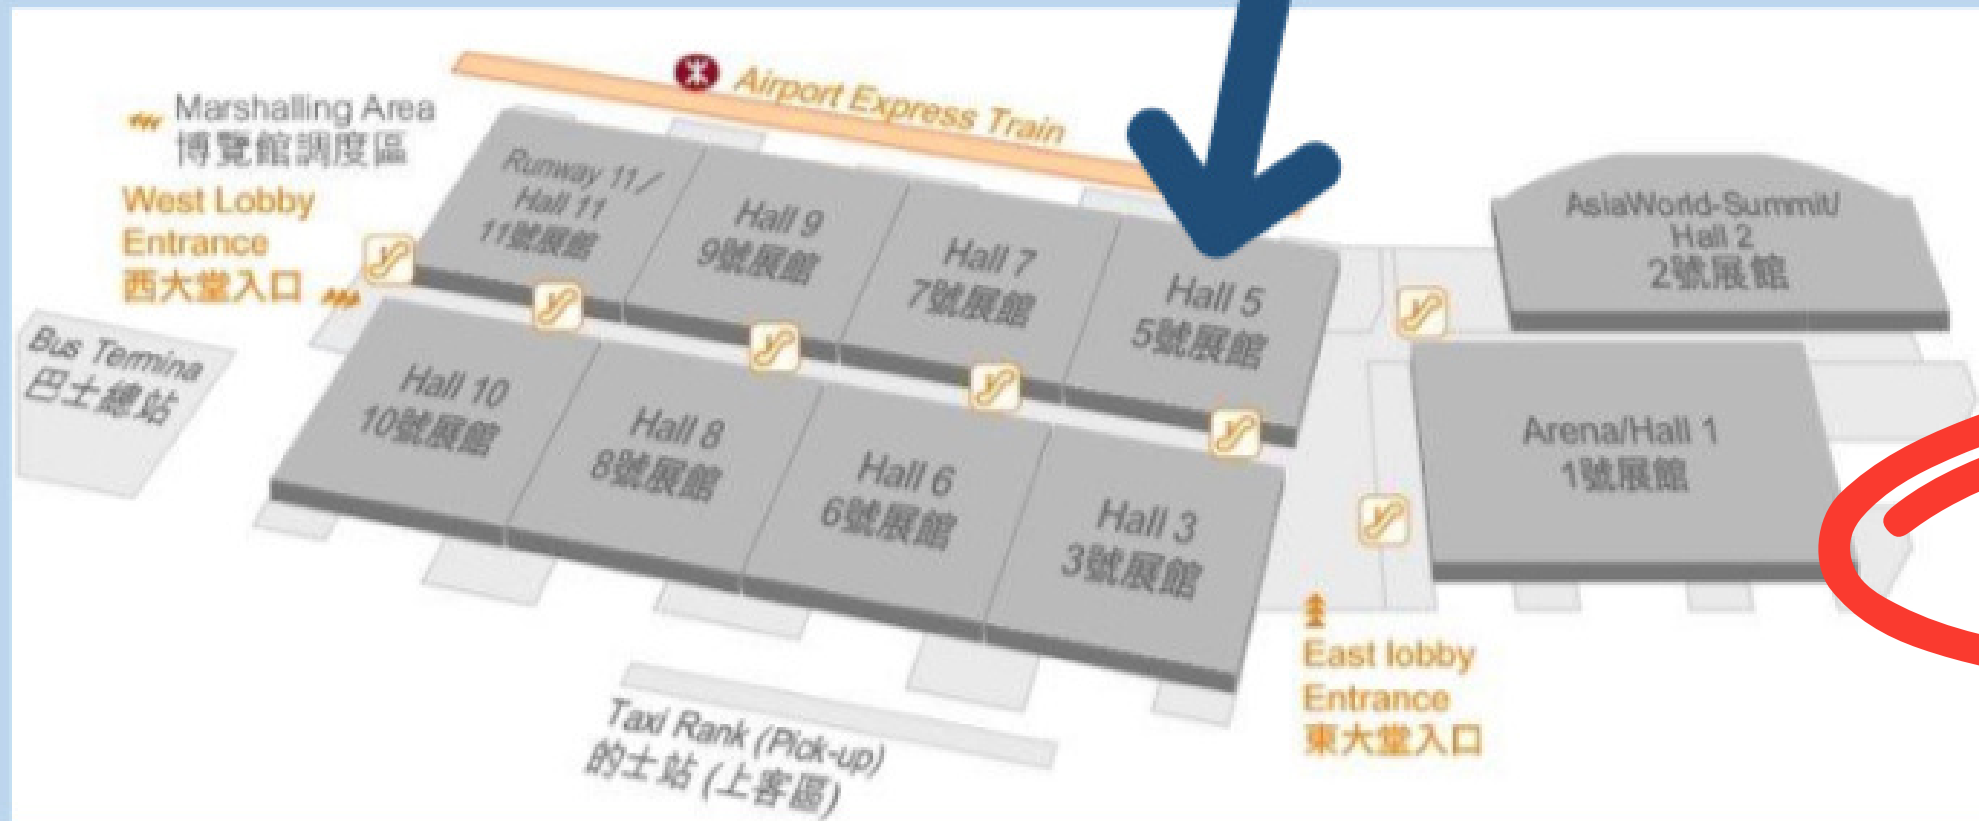 Airport Express Train
Marshalling Area
博覽館調度區
West Lobby
Entrance
西大堂入口
Bus Termina
巴士總站
Runway 11/
Hall 11
11號展館
Hall 9
9號展館
Hall 7
7號展館
Hall 5
5號展館
AsiaWorld-Summit/
Hall 2
2號展館
Hall 10
10號展館
Hall 8
8號展館
Hall 6
6號展館
Hall 3
3號展館
Arena/Hall 1
1號展館
East lobby
Entrance
東大堂入口
Taxi Rank (Pick-up)
的士站 (上客區)